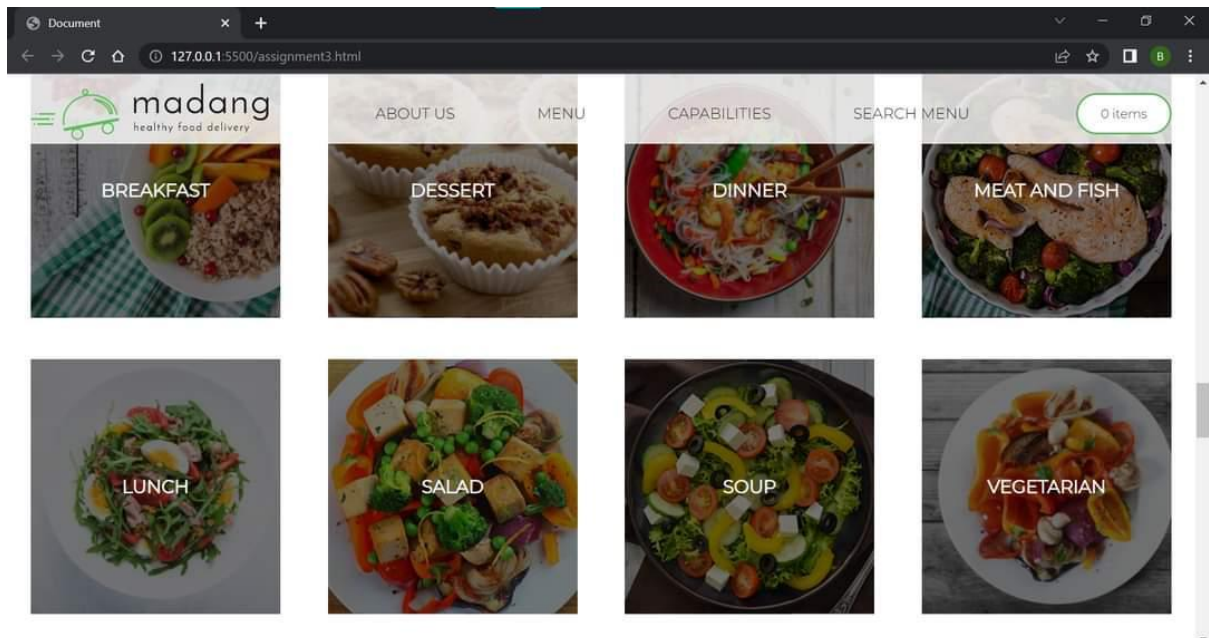 Document
127.0.0.1:5500/assignment3.html
B
madang
healthy food delivery
ABOUT US MENU CAPABILITIES SEARCH MENU 0 items
BREAKFAST DESSERT DINNER MEAT AND FISH
LUNCH SALAD SOUP VEGETARIAN